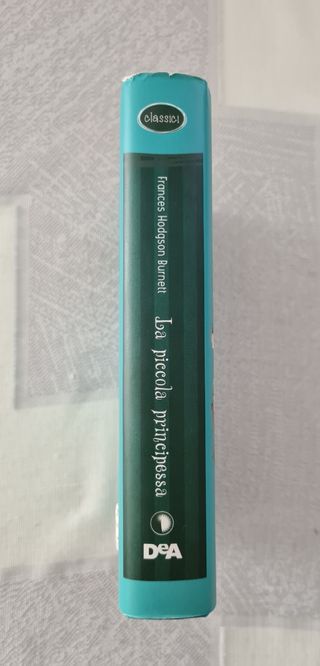 classici
Frances Hodgson Burnett
La piccola principessa
DeA